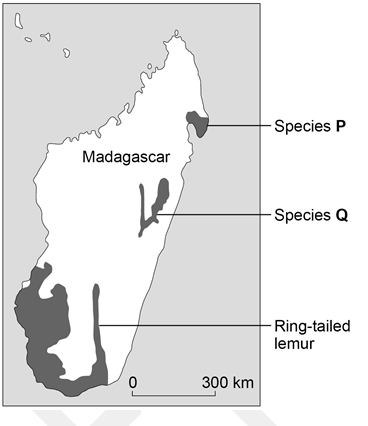 Species P
Madagascar
Species Q
Ring-tailed
lemur
0 300 km